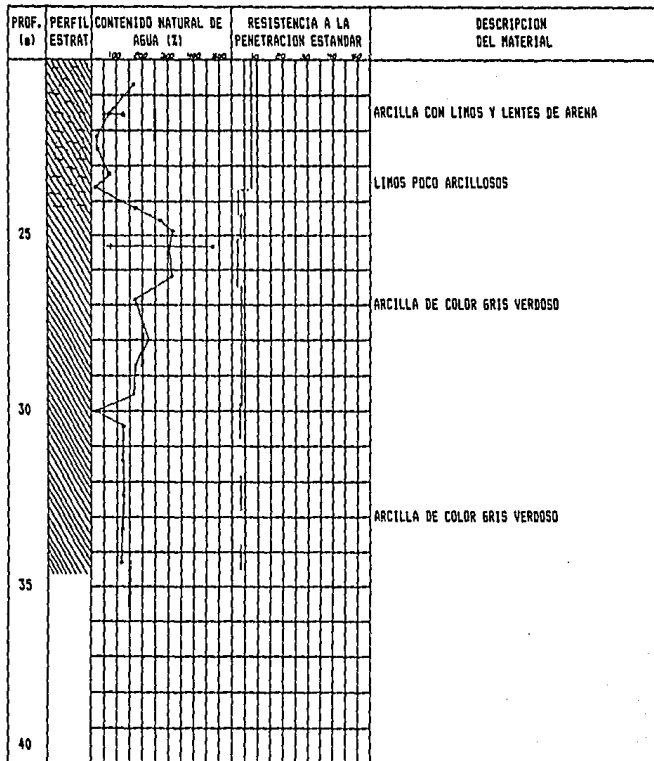 PROF. (m)
PERFIL ESTRAT
CONTENIDO NATURAL DE AGUA (%)
100 200 300 400 500
RESISTENCIA A LA PENETRACION ESTANDAR
10 20 30 40 50
DESCRIPCION DEL MATERIAL
ARCILLA CON LIMOS Y LENTES DE ARENA
LIMOS POCO ARCILLOSOS
25
ARCILLA DE COLOR GRIS VERDOSO
30
ARCILLA DE COLOR GRIS VERDOSO
35
40